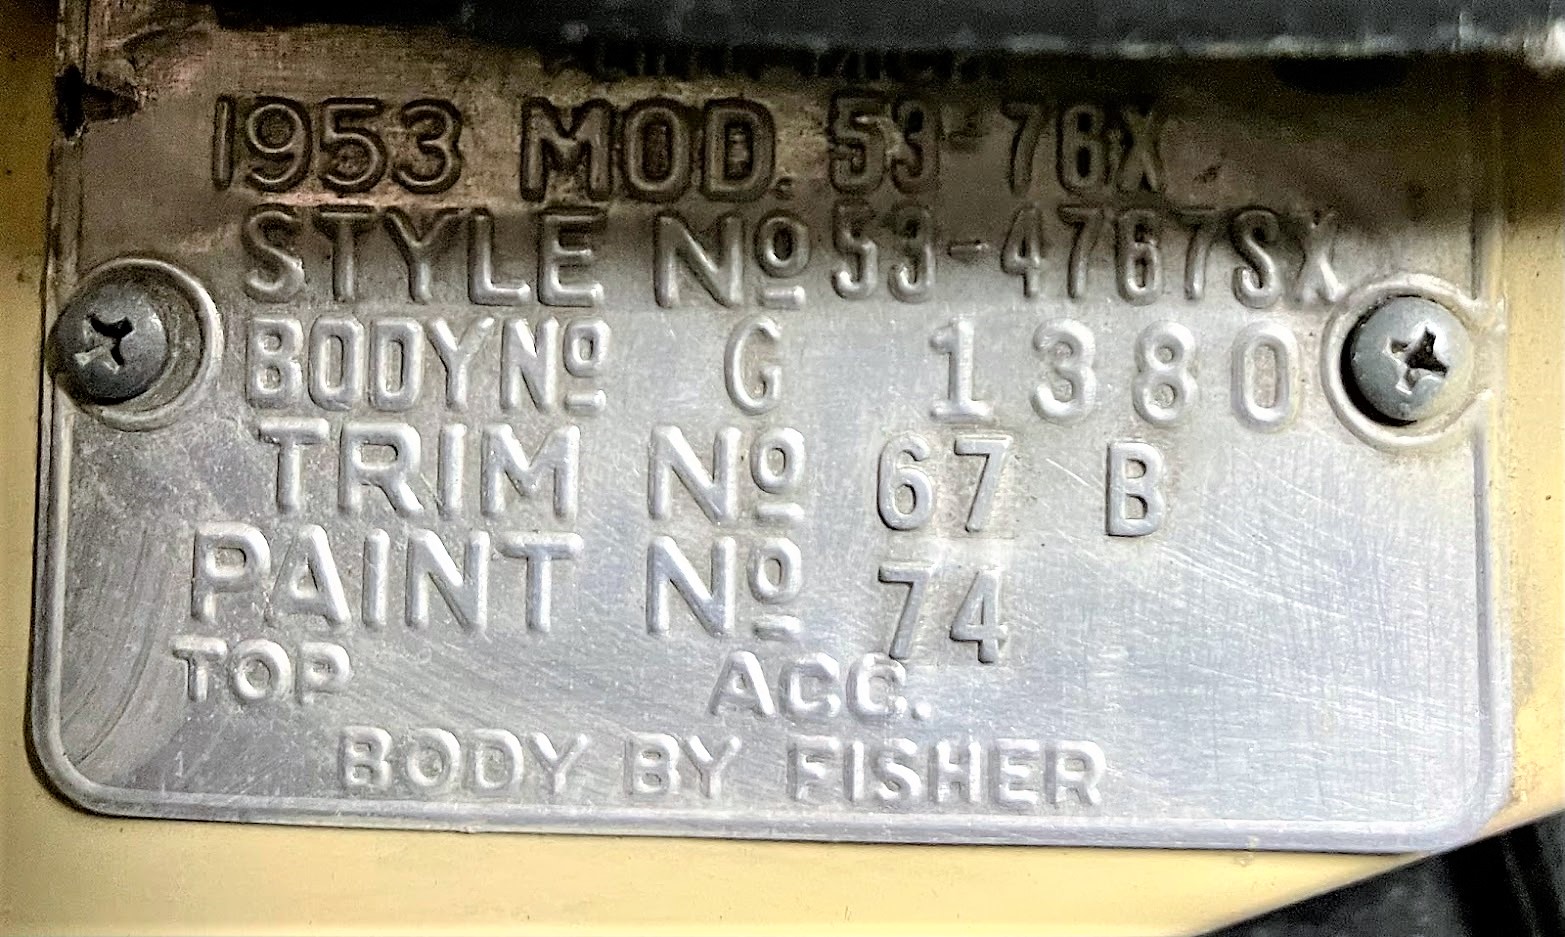 1953 MOD. 53-76X
STYLE Nº 53-4767SX
BODY Nº G 1380
TRIM Nº 67 B
PAINT Nº 74
TOP ACC.
BODY BY FISHER